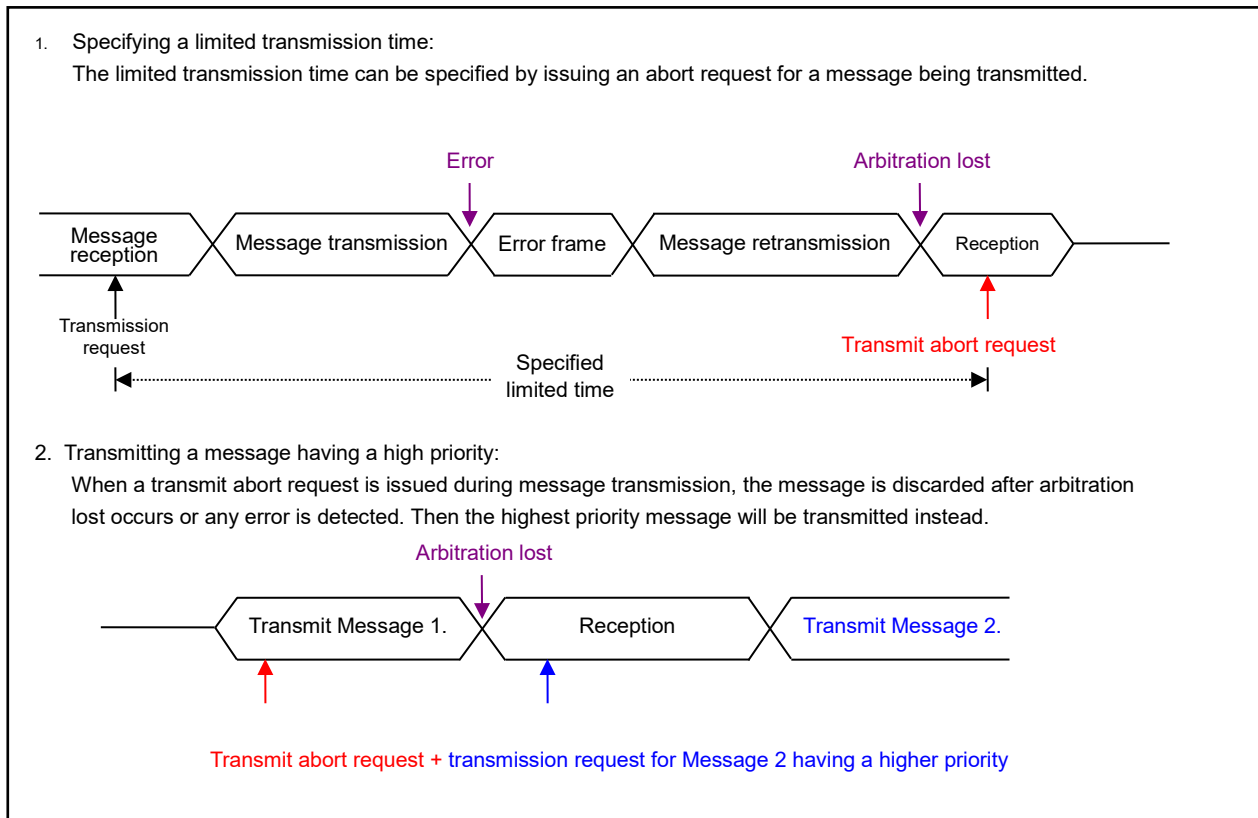 1. Specifying a limited transmission time:
The limited transmission time can be specified by issuing an abort request for a message being transmitted.
Error
Arbitration lost
Message
reception
Message transmission
Error frame
Message retransmission
Reception
Transmission
request
Transmit abort request
Specified
limited time
2. Transmitting a message having a high priority:
When a transmit abort request is issued during message transmission, the message is discarded after arbitration
lost occurs or any error is detected. Then the highest priority message will be transmitted instead.
Arbitration lost
Transmit Message 1.
Reception
Transmit Message 2.
Transmit abort request + transmission request for Message 2 having a higher priority